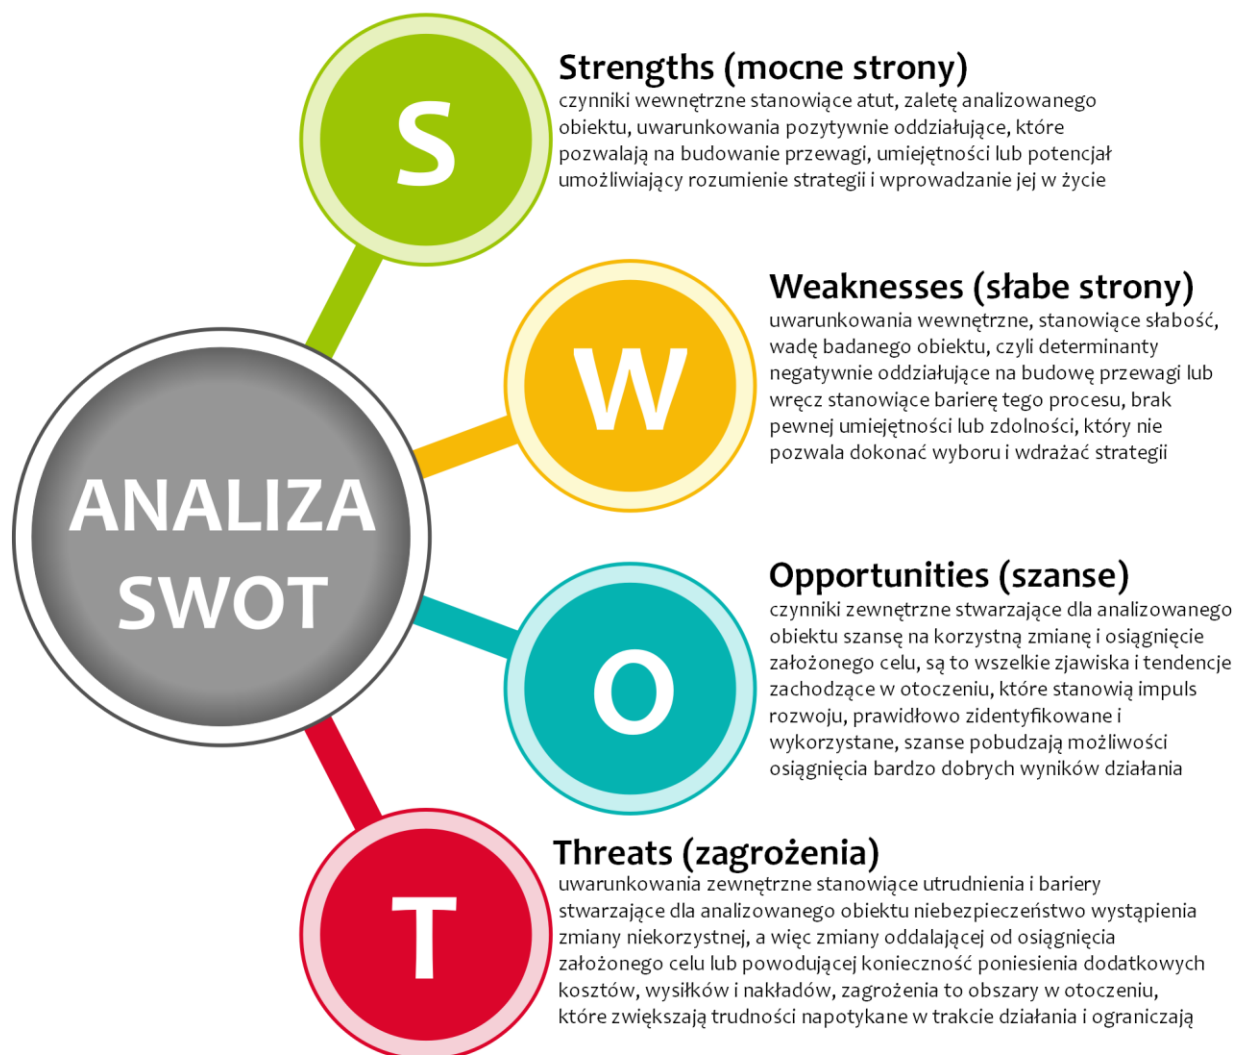 S
Strengths (mocne strony)
czynniki wewnętrzne stanowiące atut, zaletę analizowanego
obiektu, uwarunkowania pozytywnie oddziałujące, które
pozwalają na budowanie przewagi, umiejętności lub potencjał
umożliwiający rozumienie strategii i wprowadzanie jej w życie
W
Weaknesses (słabe strony)
uwarunkowania wewnętrzne, stanowiące słabość,
wadę badanego obiektu, czyli determinanty
negatywnie oddziałujące na budowę przewagi lub
wręcz stanowiące barierę tego procesu, brak
pewnej umiejętności lub zdolności, który nie
pozwala dokonać wyboru i wdrażać strategii
ANALIZA
SWOT
O
Opportunities (szanse)
czynniki zewnętrzne stwarzające dla analizowanego
obiektu szansę na korzystną zmianę i osiągnięcie
założonego celu, są to wszelkie zjawiska i tendencje
zachodzące w otoczeniu, które stanowią impuls
rozwoju, prawidłowo zidentyfikowane i
wykorzystane, szanse pobudzają możliwości
osiągnięcia bardzo dobrych wyników działania
T
Threats (zagrożenia)
uwarunkowania zewnętrzne stanowiące utrudnienia i bariery
stwarzające dla analizowanego obiektu niebezpieczeństwo wystąpienia
zmiany niekorzystnej, a więc zmiany oddalającej od osiągnięcia
założonego celu lub powodującej konieczność poniesienia dodatkowych
kosztów, wysiłków i nakładów, zagrożenia to obszary w otoczeniu,
które zwiększają trudności napotykane w trakcie działania i ograniczają